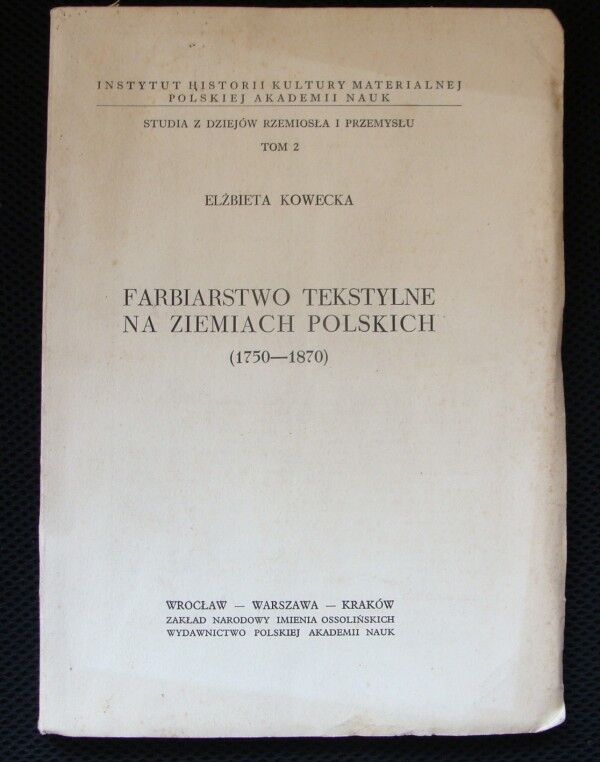 INSTYTUT HISTORII KULTURY MATERIALNEJ
POLSKIEJ AKADEMII NAUK
STUDIA Z DZIEJÓW RZEMIOSŁA I PRZEMYSŁU
TOM 2
ELŻBIETA KOWECKA
FARBIARSTWO TEKSTYLNE
NA ZIEMIACH POLSKICH
(1750—1870)
WROCŁAW — WARSZAWA — KRAKÓW
ZAKŁAD NARODOWY IMIENIA OSSOLIŃSKICH
WYDAWNICTWO POLSKIEJ AKADEMII NAUK